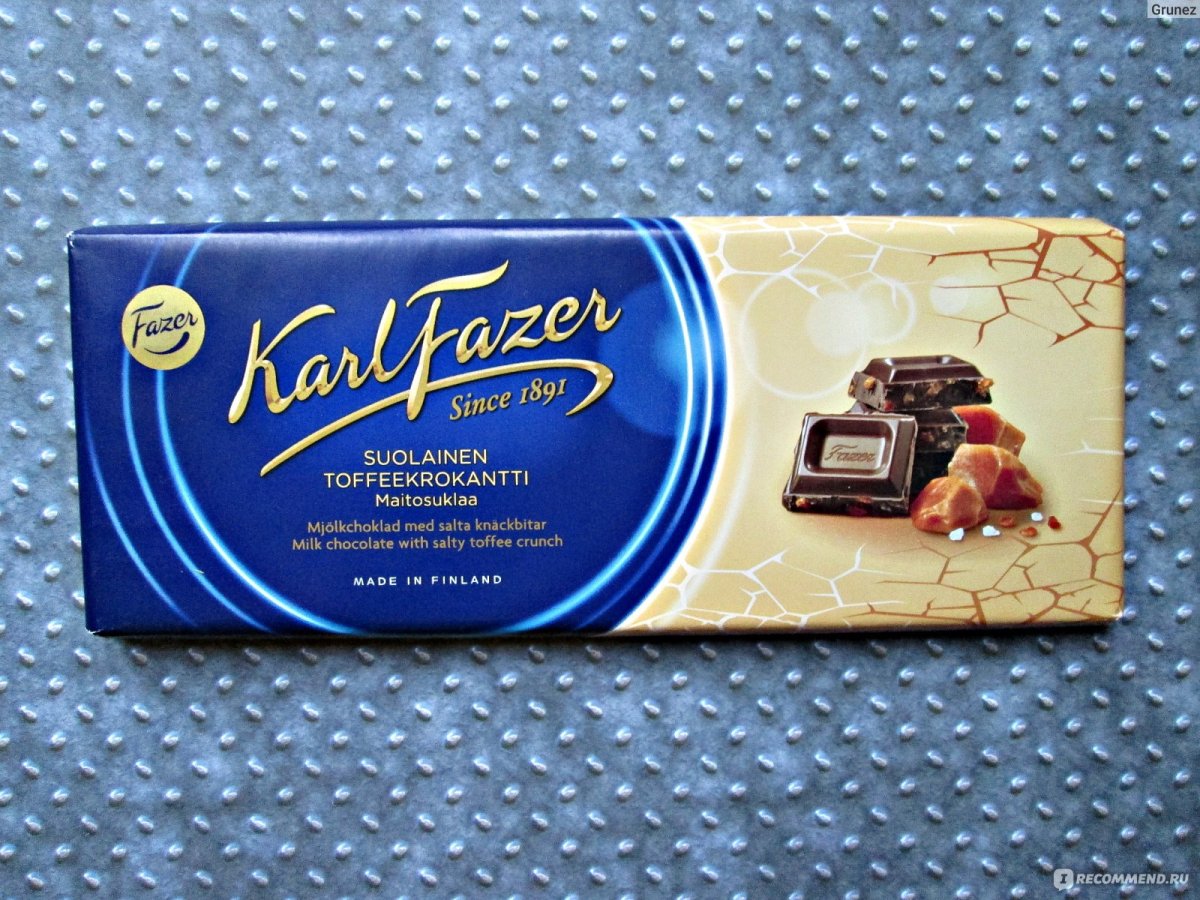 Grunez
Fazer
Karl Fazer
Since 1891
SUOLAINEN
TOFFEEKROKANTTI
Maitosuklaa
Mjölkchoklad med salta knäckbitar
Milk chocolate with salty toffee crunch
MADE IN FINLAND
Fazer
I RECOMMEND.RU